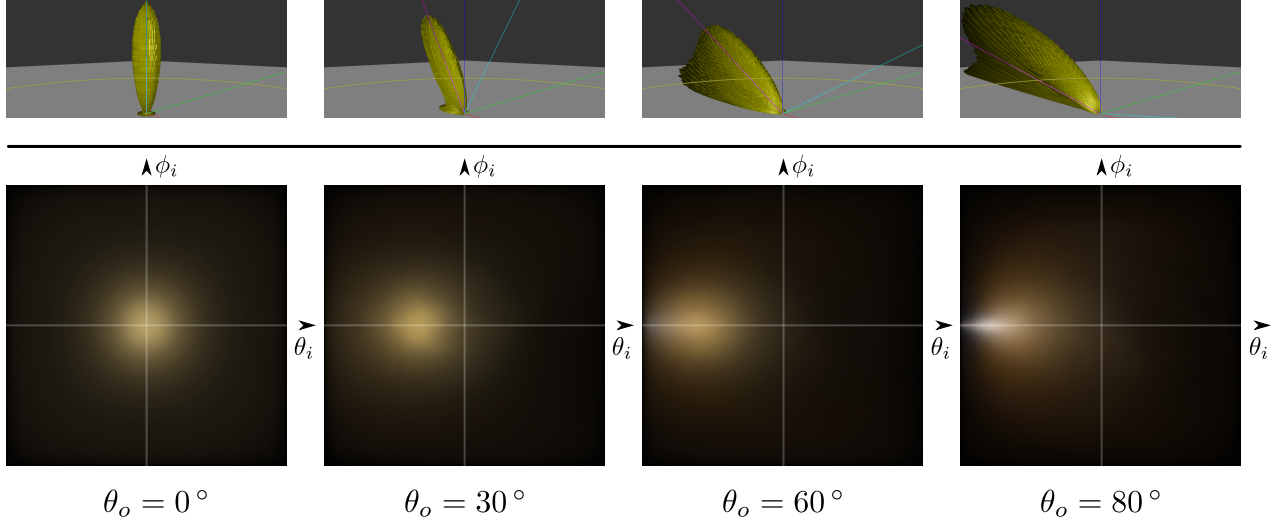 ϕᵢ ϕᵢ ϕᵢ ϕᵢ
θᵢ θᵢ θᵢ θᵢ
θₒ = 0° θₒ = 30° θₒ = 60° θₒ = 80°